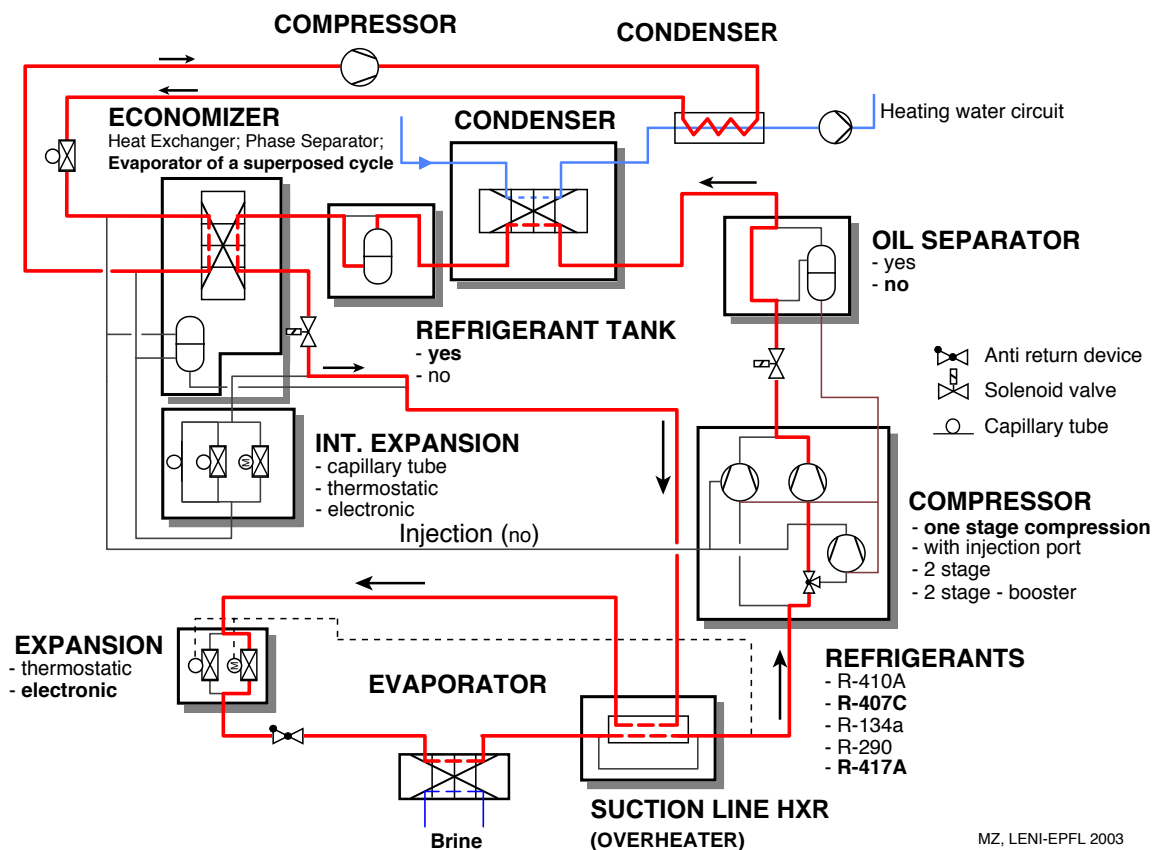 COMPRESSOR
CONDENSER
Heating water circuit
ECONOMIZER
Heat Exchanger; Phase Separator;
Evaporator of a superposed cycle
CONDENSER
OIL SEPARATOR
- yes
- no
REFRIGERANT TANK
- yes
- no
Anti return device
Solenoid valve
Capillary tube
INT. EXPANSION
- capillary tube
- thermostatic
- electronic
M
Injection (no)
COMPRESSOR
- one stage compression
- with injection port
- 2 stage
- 2 stage - booster
EXPANSION
- thermostatic
- electronic
M
EVAPORATOR
REFRIGERANTS
- R-410A
- R-407C
- R-134a
- R-290
- R-417A
SUCTION LINE HXR
(OVERHEATER)
Brine
MZ, LENI-EPFL 2003